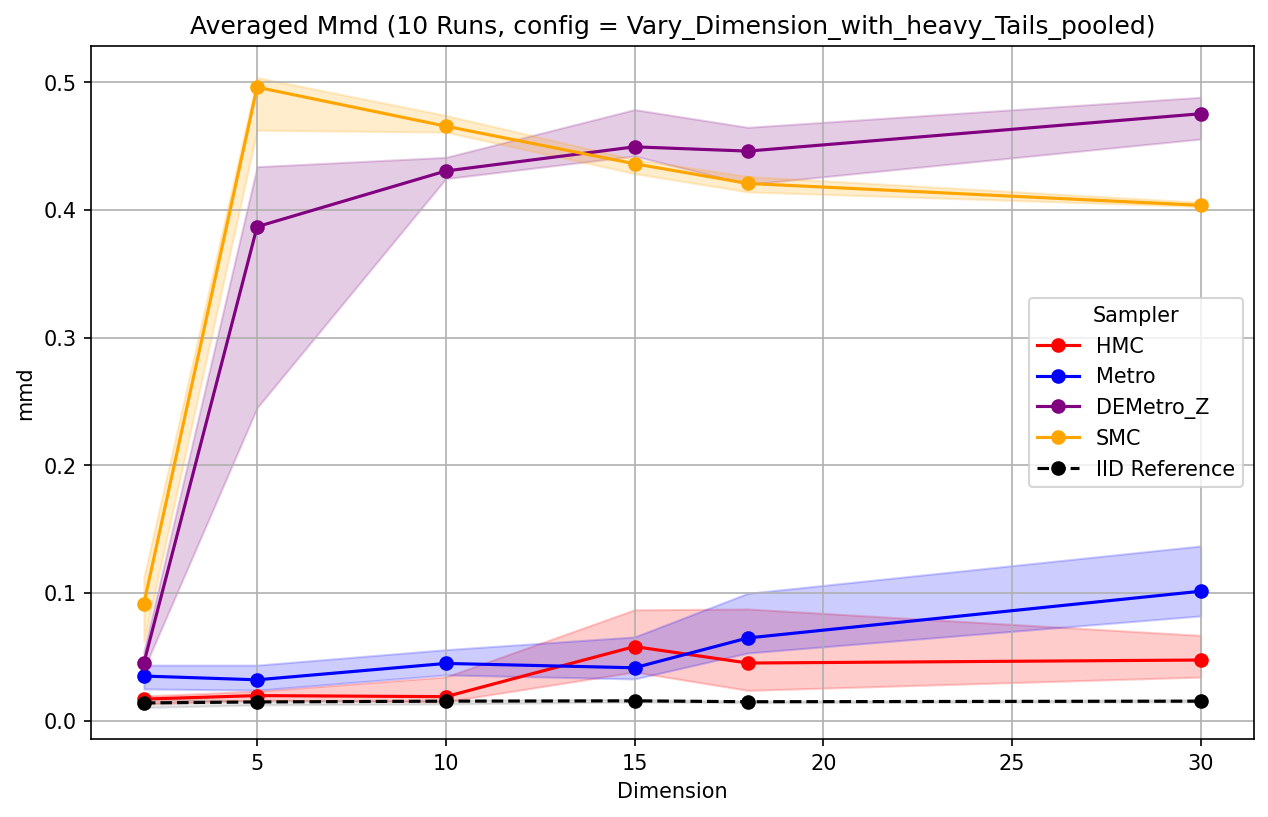 Averaged Mmd (10 Runs, config = Vary_Dimension_with_heavy_Tails_pooled)
mmd
0.5
0.4
0.3
0.2
0.1
0.0
Sampler
HMC
Metro
DEMetro_Z
SMC
IID Reference
5 10 15 20 25 30
Dimension